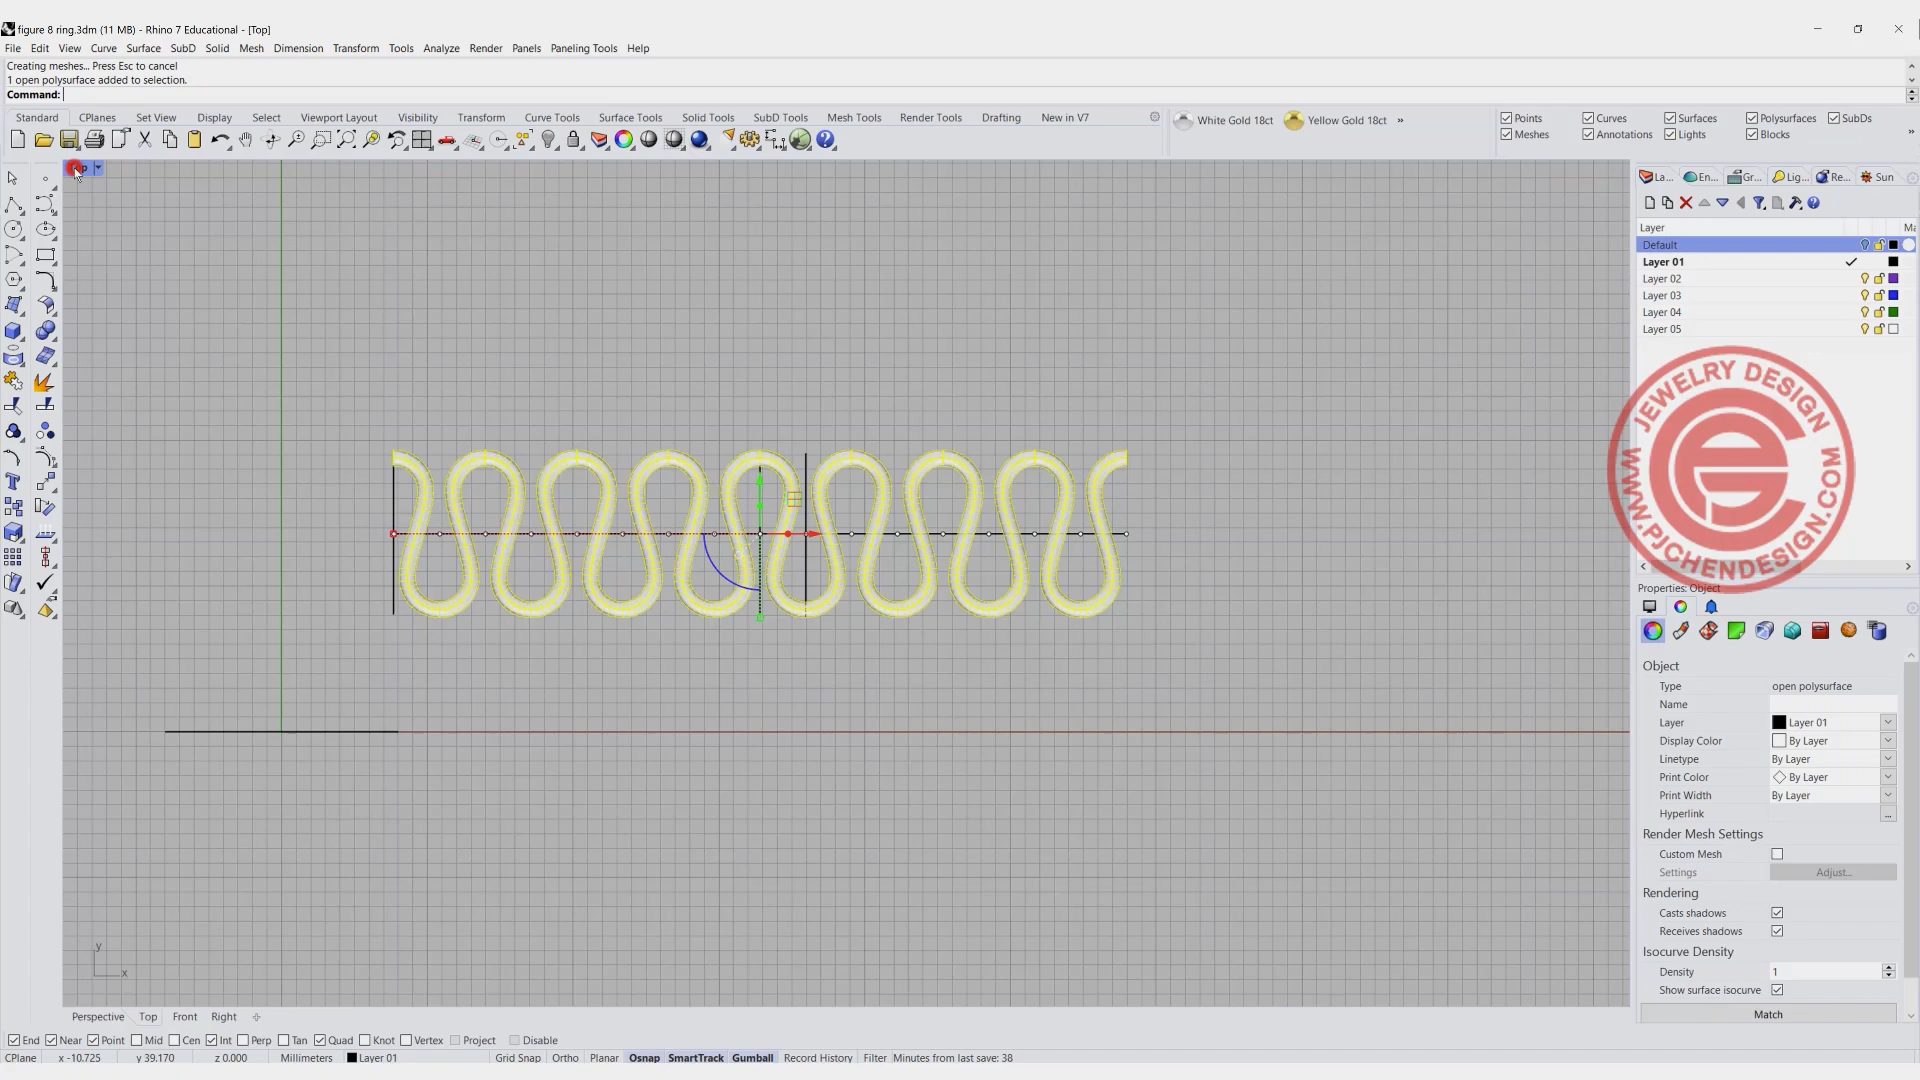 figure 8 ring.3dm (11 MB) - Rhino 7 Educational - [Top]
File Edit View Curve Surface SubD Solid Mesh Dimension Transform Tools Analyze Render Panels Paneling Tools Help
Creating meshes... Press Esc to cancel
1 open polysurface added to selection.
Command:
Standard CPlanes Set View Display Select Viewport Layout Visibility Transform Curve Tools Surface Tools Solid Tools SubD Tools Mesh Tools Render Tools Drafting New in V7
White Gold 18ct Yellow Gold 18ct »
Points Curves Surfaces Polysurfaces SubDs
Meshes Annotations Lights Blocks »
La... En... Gr... Lig... Re... Sun
Layer Ma
Default
Layer 01
Layer 02
Layer 03
Layer 04
Layer 05
JEWELRY DESIGN
WWW.PJCHENDESIGN.COM
Properties: Object
Object
Type open polysurface
Name
Layer Layer 01
Display Color By Layer
Linetype By Layer
Print Color By Layer
Print Width By Layer
Hyperlink ...
Render Mesh Settings
Custom Mesh
Settings Adjust...
Rendering
Casts shadows
Receives shadows
Isocurve Density
Density 1
Show surface isocurve
Match
y
x
Perspective Top Front Right
End Near Point Mid Cen Int Perp Tan Quad Knot Vertex Project Disable
CPlane x -10.725 y 39.170 z 0.000 Millimeters Layer 01 Grid Snap Ortho Planar Osnap SmartTrack Gumball Record History Filter Minutes from last save: 38